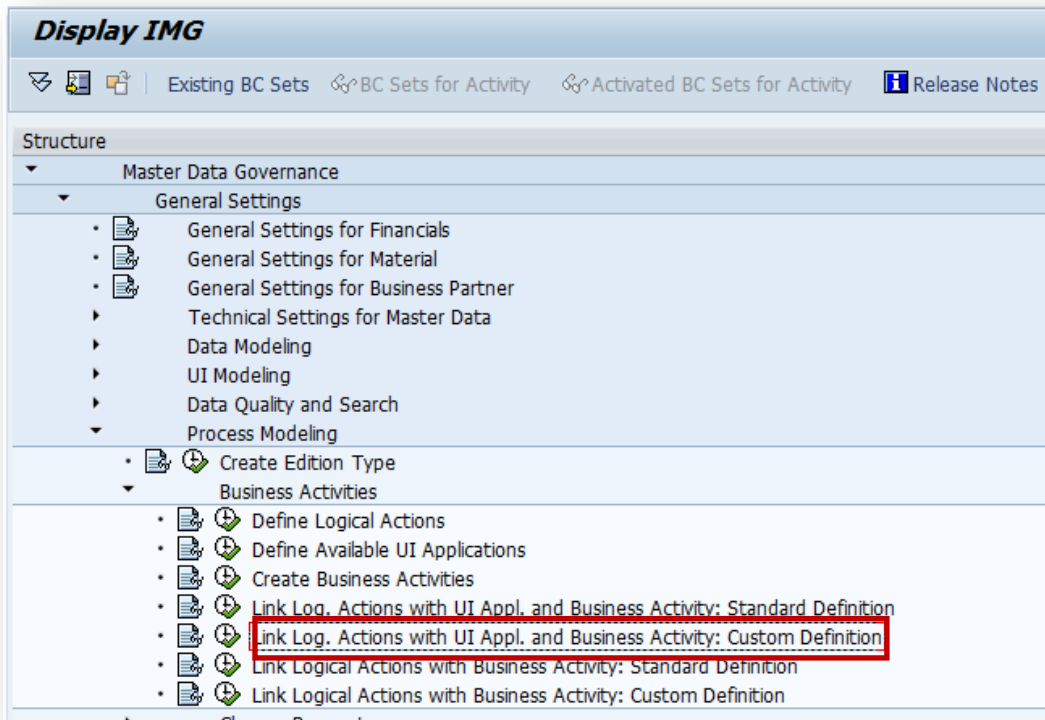 Display IMG
Existing BC Sets BC Sets for Activity Activated BC Sets for Activity Release Notes
Structure
Master Data Governance
General Settings
General Settings for Financials
General Settings for Material
General Settings for Business Partner
Technical Settings for Master Data
Data Modeling
UI Modeling
Data Quality and Search
Process Modeling
Create Edition Type
Business Activities
Define Logical Actions
Define Available UI Applications
Create Business Activities
Link Log. Actions with UI Appl. and Business Activity: Standard Definition
Link Log. Actions with UI Appl. and Business Activity: Custom Definition
Link Logical Actions with Business Activity: Standard Definition
Link Logical Actions with Business Activity: Custom Definition